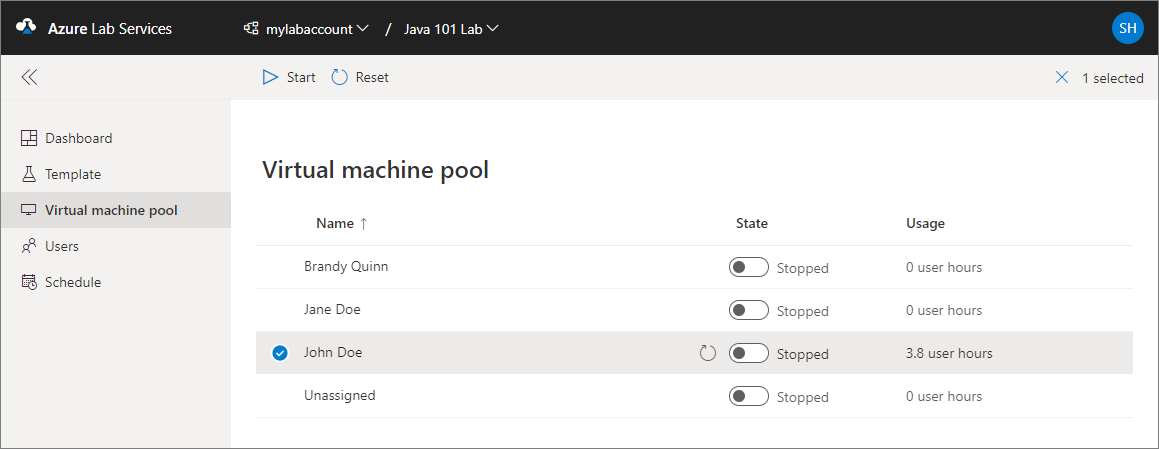 Azure Lab Services mylabaccount / Java 101 Lab SH
Start Reset 1 selected
Dashboard
Template
Virtual machine pool
Users
Schedule
Virtual machine pool
Name ↑ State Usage
Brandy Quinn Stopped 0 user hours
Jane Doe Stopped 0 user hours
John Doe Stopped 3.8 user hours
Unassigned Stopped 0 user hours